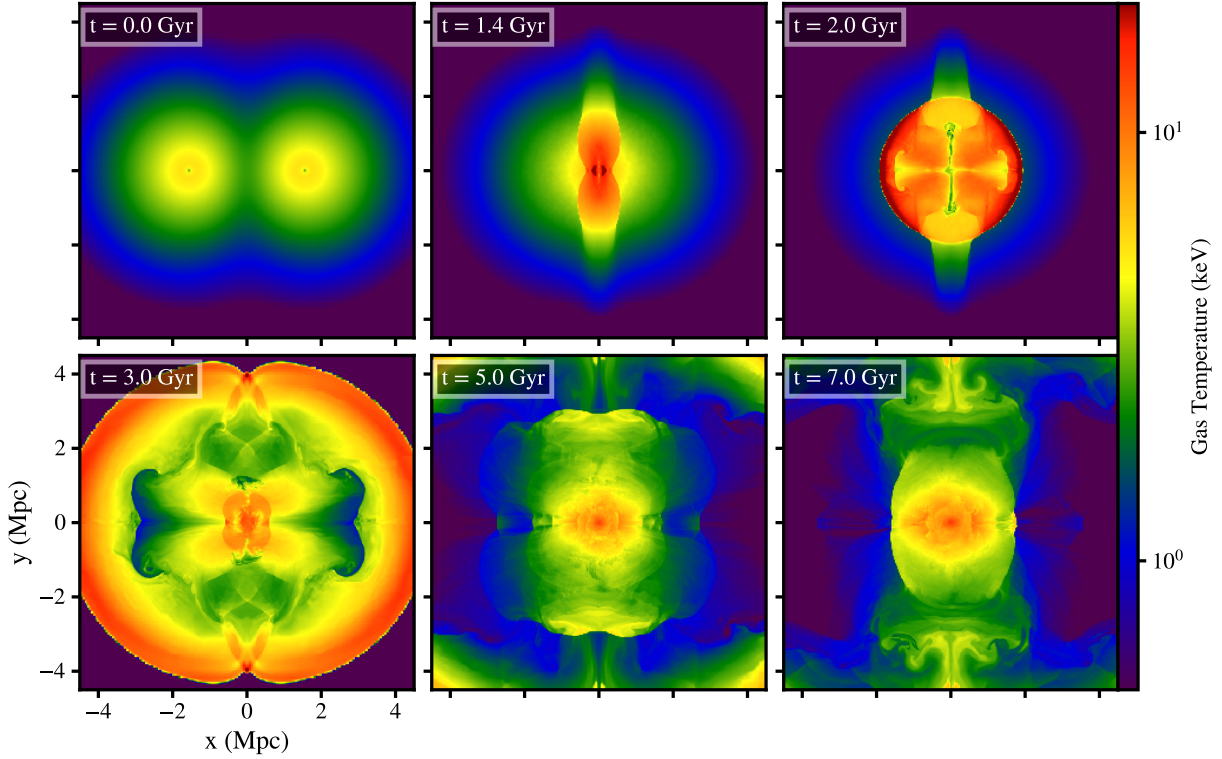 t = 0.0 Gyr
t = 1.4 Gyr
t = 2.0 Gyr
10¹
Gas Temperature (keV)
10⁰
t = 3.0 Gyr
t = 5.0 Gyr
t = 7.0 Gyr
4
2
0
−2
−4
y (Mpc)
−4 −2 0 2 4
x (Mpc)